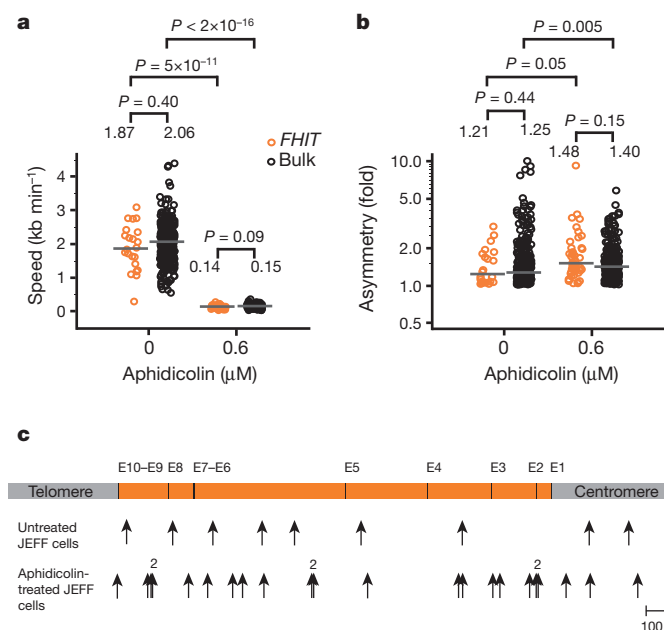 a
P < 2×10⁻¹⁶
P = 5×10⁻¹¹
P = 0.40
1.87 2.06
FHIT
Bulk
P = 0.09
0.14 0.15
Speed (kb min⁻¹)
4
3
2
1
0
0 0.6
Aphidicolin (μM)
b
P = 0.005
P = 0.05
P = 0.44
P = 0.15
1.21 1.25 1.48 1.40
Asymmetry (fold)
10.0
2.0
1.0
0.5
0 0.6
Aphidicolin (μM)
c
E10–E9 E8 E7–E6 E5 E4 E3 E2 E1
Telomere Centromere
Untreated
JEFF cells
2 2 2
Aphidicolin-
treated JEFF
cells
100